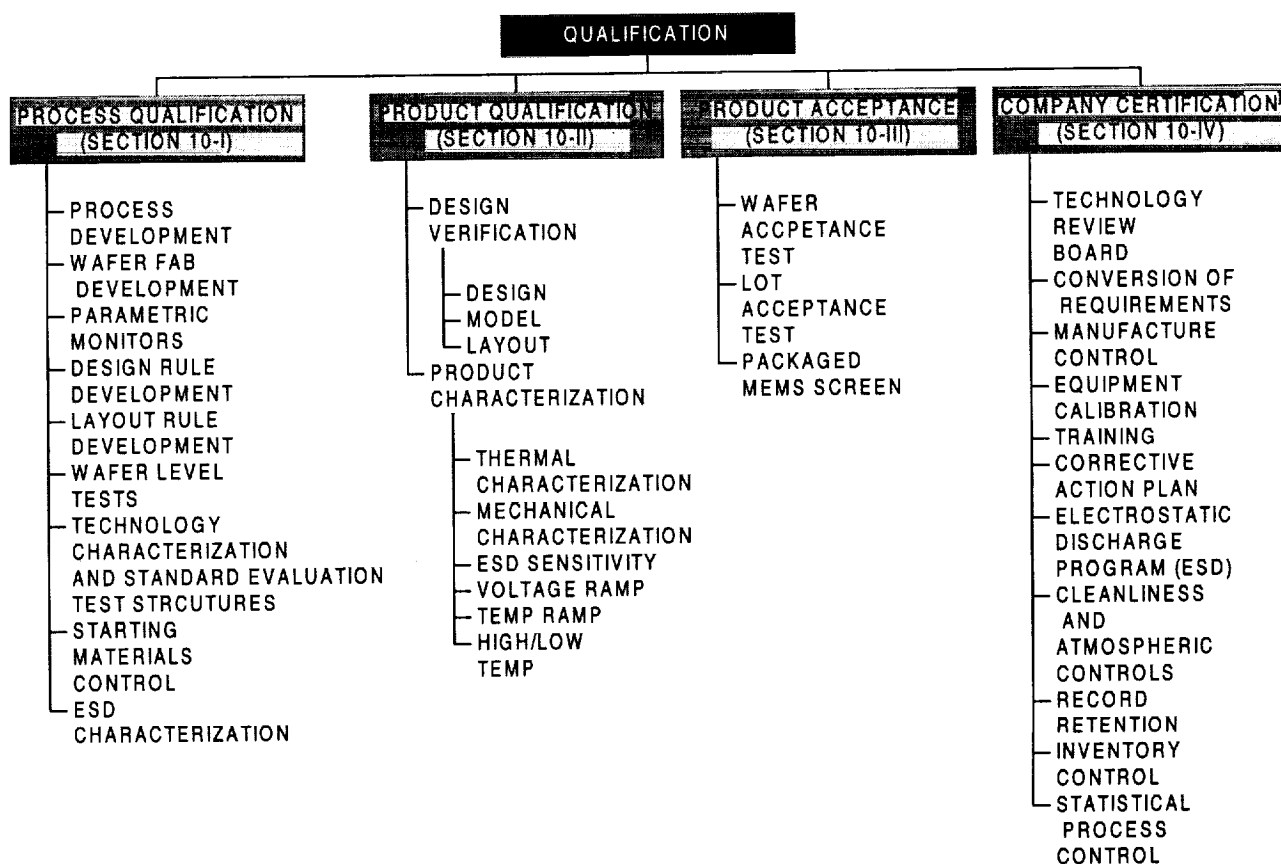 QUALIFICATION
PROCESS QUALIFICATION
(SECTION 10-I)
PROCESS
DEVELOPMENT
WAFER FAB
DEVELOPMENT
PARAMETRIC
MONITORS
DESIGN RULE
DEVELOPMENT
LAYOUT RULE
DEVELOPMENT
WAFER LEVEL
TESTS
TECHNOLOGY
CHARACTERIZATION
AND STANDARD EVALUATION
TEST STRCUTURES
STARTING
MATERIALS
CONTROL
ESD
CHARACTERIZATION
PRODUCT QUALIFICATION
(SECTION 10-II)
DESIGN
VERIFICATION
DESIGN
MODEL
LAYOUT
PRODUCT
CHARACTERIZATION
THERMAL
CHARACTERIZATION
MECHANICAL
CHARACTERIZATION
ESD SENSITIVITY
VOLTAGE RAMP
TEMP RAMP
HIGH/LOW
TEMP
PRODUCT ACCEPTANCE
(SECTION 10-III)
WAFER
ACCPETANCE
TEST
LOT
ACCEPTANCE
TEST
PACKAGED
MEMS SCREEN
COMPANY CERTIFICATION
(SECTION 10-IV)
TECHNOLOGY
REVIEW
BOARD
CONVERSION OF
REQUIREMENTS
MANUFACTURE
CONTROL
EQUIPMENT
CALIBRATION
TRAINING
CORRECTIVE
ACTION PLAN
ELECTROSTATIC
DISCHARGE
PROGRAM (ESD)
CLEANLINESS
AND
ATMOSPHERIC
CONTROLS
RECORD
RETENTION
INVENTORY
CONTROL
STATISTICAL
PROCESS
CONTROL